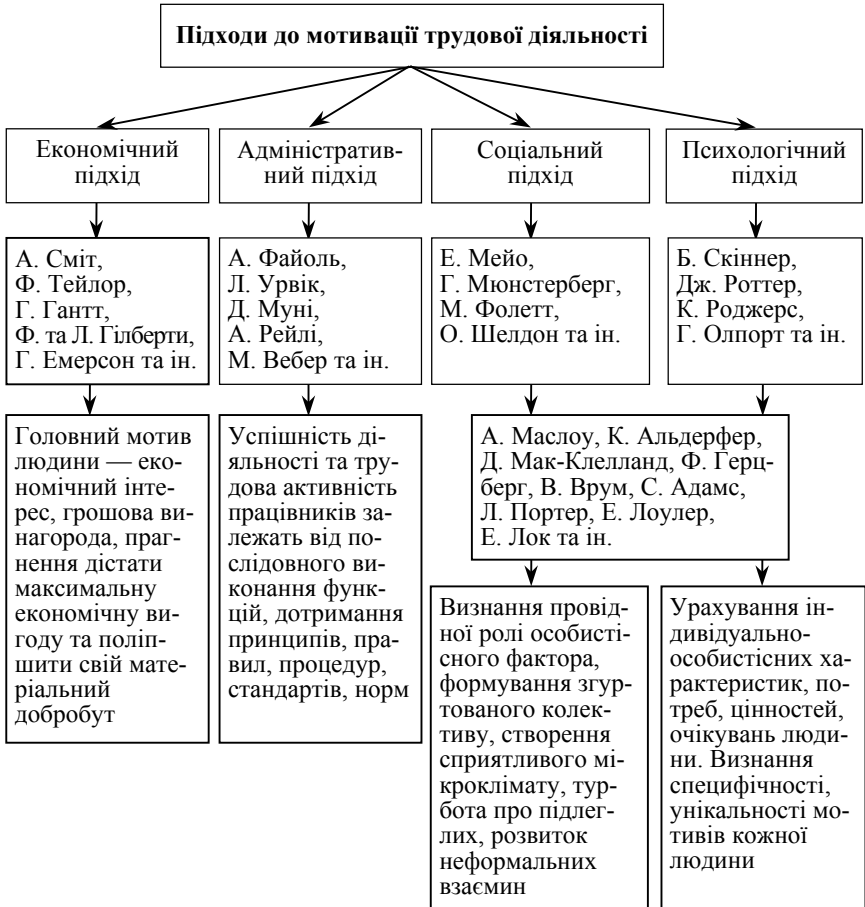 Підходи до мотивації трудової діяльності
Економічний
підхід
Адміністратив-
ний підхід
Соціальний
підхід
Психологічний
підхід
А. Сміт,
Ф. Тейлор,
Г. Гантт,
Ф. та Л. Гілберти,
Г. Емерсон та ін.
А. Файоль,
Л. Урвік,
Д. Муні,
А. Рейлі,
М. Вебер та ін.
Е. Мейо,
Г. Мюнстерберг,
М. Фолетт,
О. Шелдон та ін.
Б. Скіннер,
Дж. Роттер,
К. Роджерс,
Г. Олпорт та ін.
Головний мотив
людини — еко-
номічний інте-
рес, грошова ви-
нагорода, праг-
нення дістати
максимальну
економічну ви-
году та поліп-
шити свій мате-
ріальний
добробут
Успішність ді-
яльності та тру-
дова активність
працівників за-
лежать від по-
слідовного ви-
конання функ-
цій, дотримання
принципів, пра-
вил, процедур,
стандартів, норм
А. Маслоу, К. Альдерфер,
Д. Мак-Клелланд, Ф. Герц-
берг, В. Врум, С. Адамс,
Л. Портер, Е. Лоулер,
Е. Лок та ін.
Визнання провід-
ної ролі особисті-
сного фактора,
формування згур-
тованого колек-
тиву, створення
сприятливого мі-
кроклімату, тур-
бота про підлег-
лих, розвиток
неформальних
взаємин
Урахування ін-
дивідуально-
особистісних ха-
рактеристик, по-
треб, цінностей,
очікувань люди-
ни. Визнання
специфічності,
унікальності мо-
тивів кожної
людини